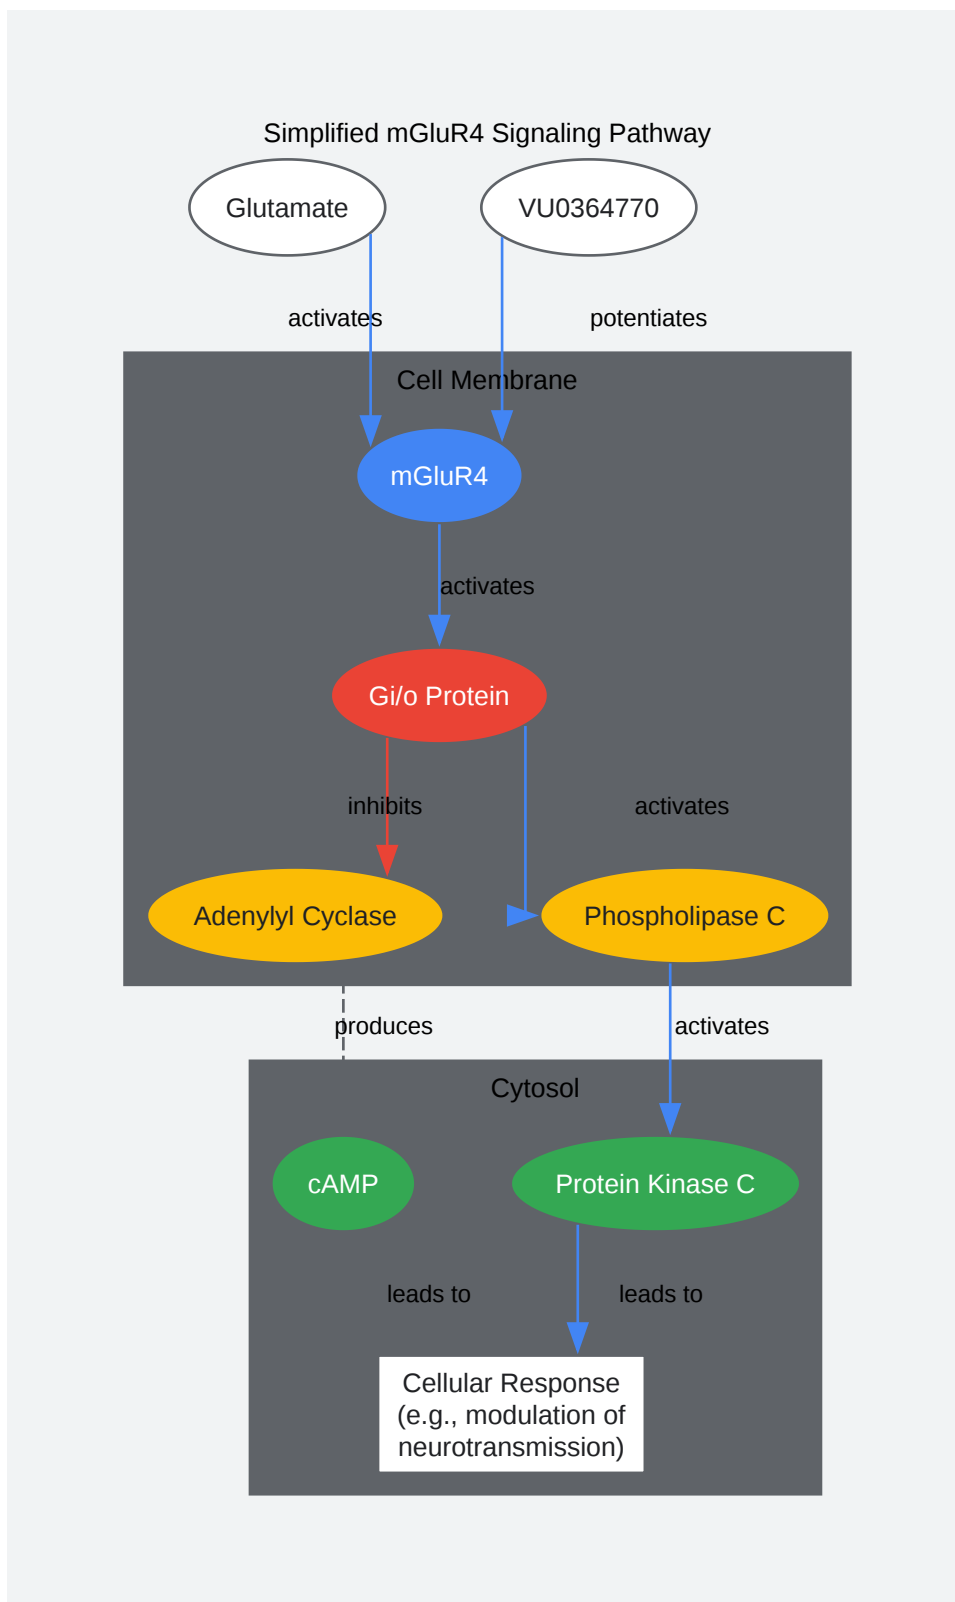 Simplified mGluR4 Signaling Pathway
Glutamate
VU0364770
activates
potentiates
Cell Membrane
mGluR4
activates
Gi/o Protein
inhibits
activates
Adenylyl Cyclase
Phospholipase C
produces
activates
Cytosol
cAMP
Protein Kinase C
leads to
leads to
Cellular Response
(e.g., modulation of
neurotransmission)